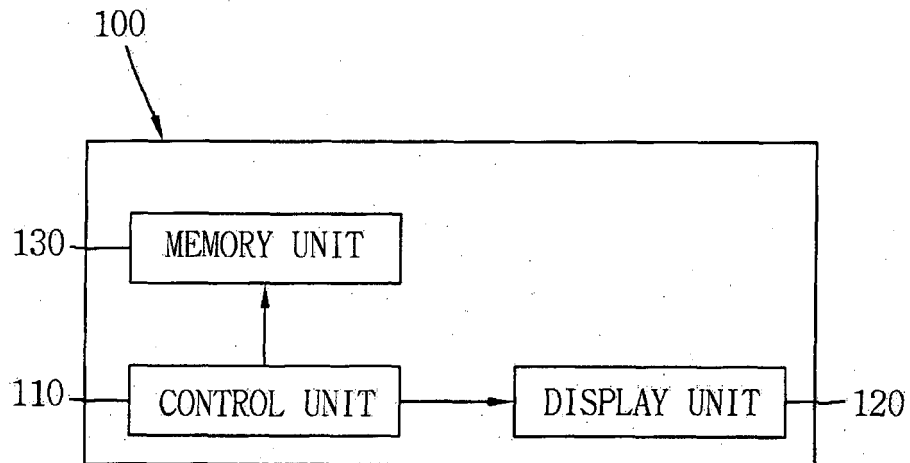 100
130
MEMORY UNIT
110
CONTROL UNIT
DISPLAY UNIT
120